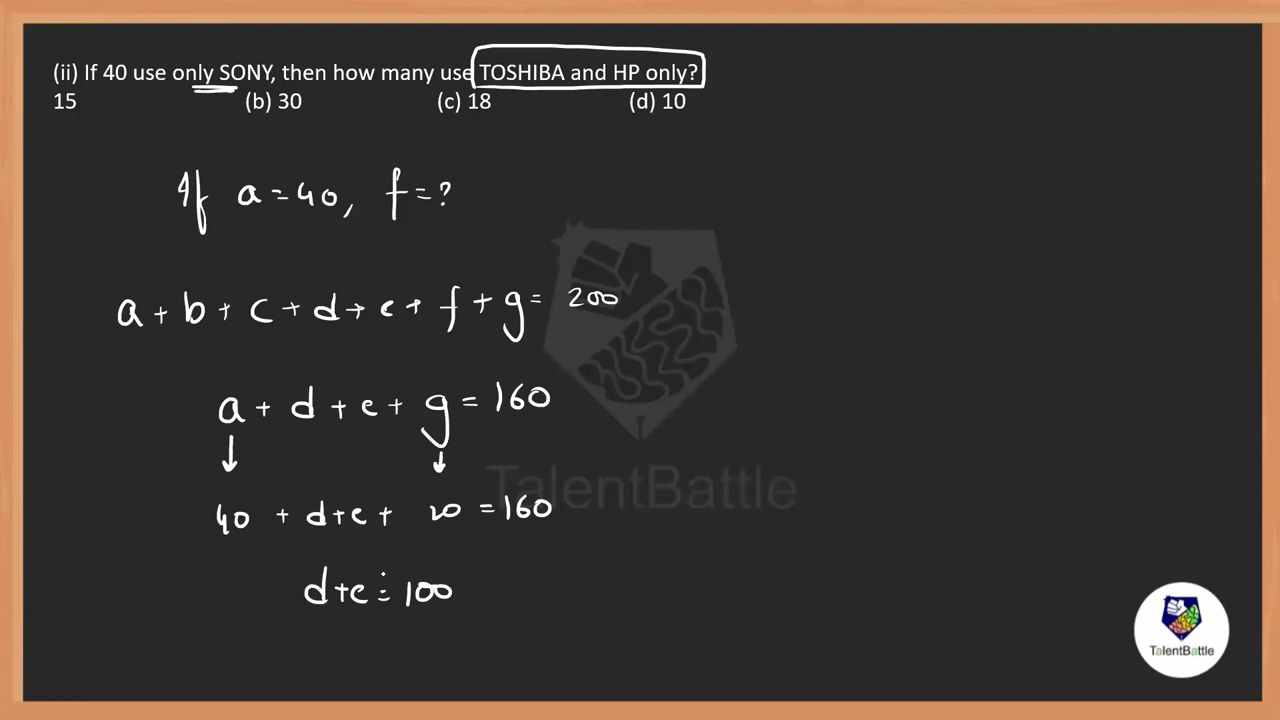 (ii) If 40 use only SONY, then how many use TOSHIBA and HP only?
15 (b) 30 (c) 18 (d) 10
If a = 40, f = ?
a + b + c + d + e + f + g = 200
a + d + e + g = 160
40 + d+e + 20 = 160
d+e = 100
TalentBattle
TalentBattle